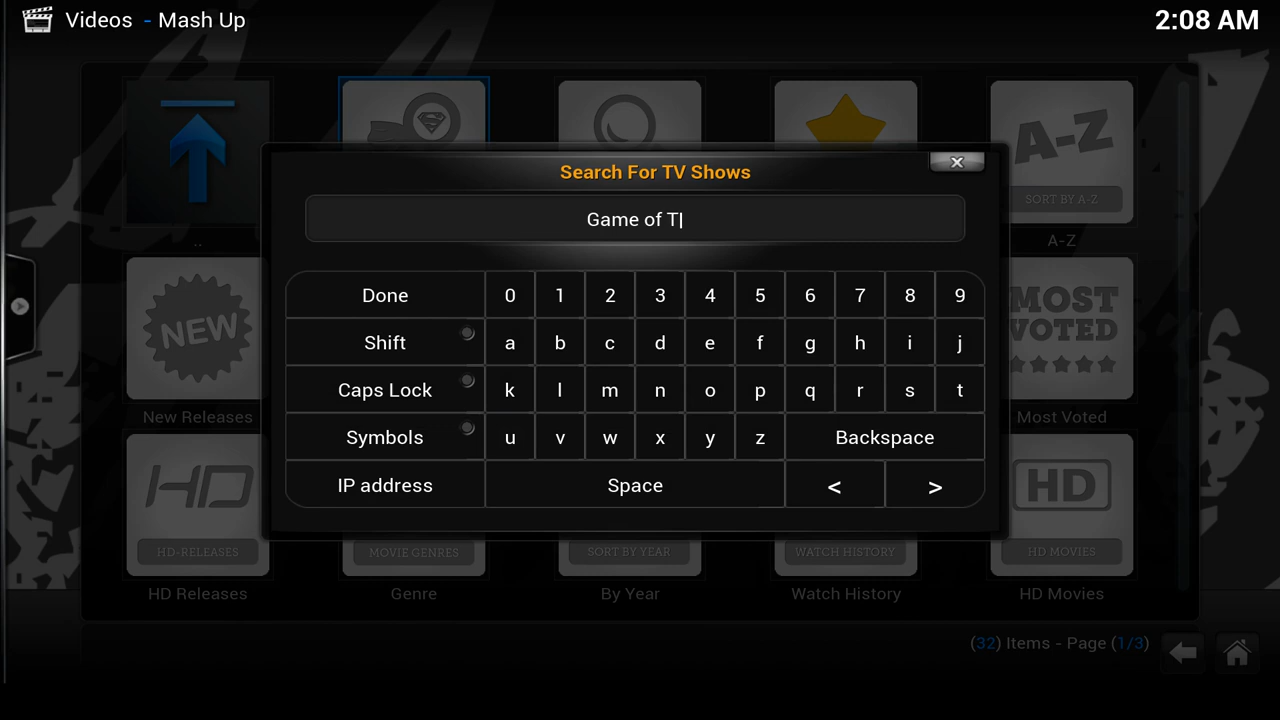 Videos - Mash Up
2:08 AM
A-Z
SORT BY A-Z
..
A-Z
Search For TV Shows
x
Game of T|
Done 0 1 2 3 4 5 6 7 8 9
Shift a b c d e f g h i j
Caps Lock k l m n o p q r s t
Symbols u v w x y z Backspace
IP address Space < >
NEW
MOST VOTED
New Releases
Most Voted
HD
HD
HD-RELEASES MOVIE GENRES SORT BY YEAR WATCH HISTORY HD MOVIES
HD Releases Genre By Year Watch History HD Movies
(32) Items - Page (1/3)